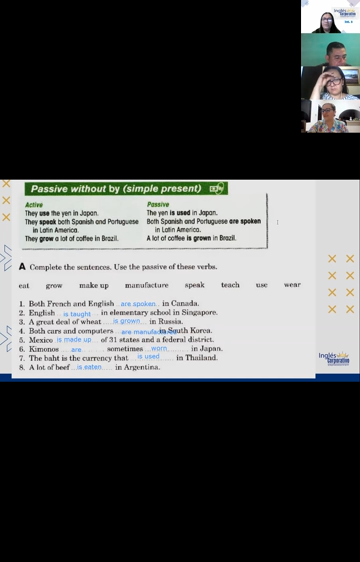 Inglés
Corporativo
Passive without by (simple present)
Active Passive
They use the yen in Japan. The yen is used in Japan.
They speak both Spanish and Portuguese Both Spanish and Portuguese are spoken
in Latin America. in Latin America.
They grow a lot of coffee in Brazil. A lot of coffee is grown in Brazil.
A Complete the sentences. Use the passive of these verbs.
eat grow make up manufacture speak teach use wear
1. Both French and English are spoken in Canada.
2. English is taught in elementary school in Singapore.
3. A great deal of wheat is grown in Russia.
4. Both cars and computers are manufactured in South Korea.
5. Mexico is made up of 31 states and a federal district.
6. Kimonos are sometimes worn in Japan.
7. The baht is the currency that is used in Thailand.
8. A lot of beef is eaten in Argentina.
Inglés
Corporativo